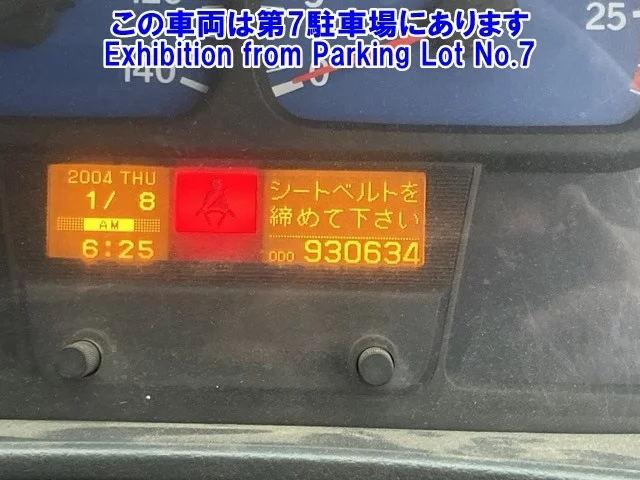 この車両は第7駐車場にあります
Exhibition from Parking Lot No.7
140
0
25
2004 THU
1/ 8
AM
6:25
シートベルトを
締めて下さい
ODO 930634